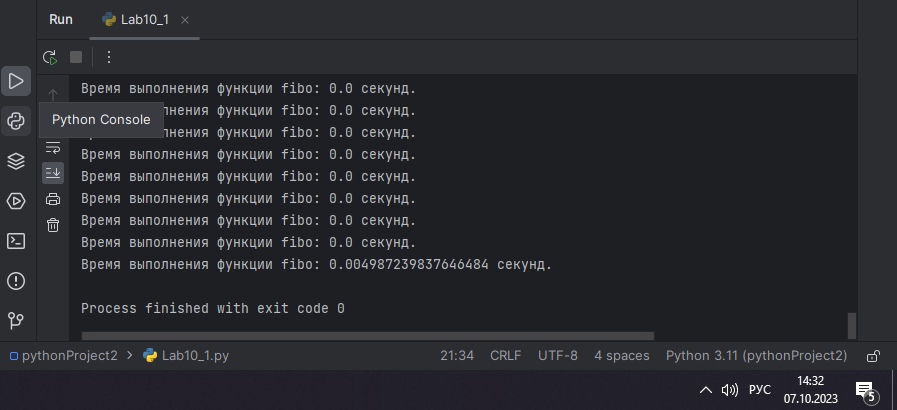 Run Lab10_1
Время выполнения функции fibo: 0.0 секунд.
полнения функции fibo: 0.0 секунд.
Python Console
полнения функции fibo: 0.0 секунд.
Время выполнения функции fibo: 0.0 секунд.
Время выполнения функции fibo: 0.0 секунд.
Время выполнения функции fibo: 0.0 секунд.
Время выполнения функции fibo: 0.0 секунд.
Время выполнения функции fibo: 0.0 секунд.
Время выполнения функции fibo: 0.004987239837646484 секунд.
Process finished with exit code 0
pythonProject2 > Lab10_1.py 21:34 CRLF UTF-8 4 spaces Python 3.11 (pythonProject2)
РУС 14:32
07.10.2023 5